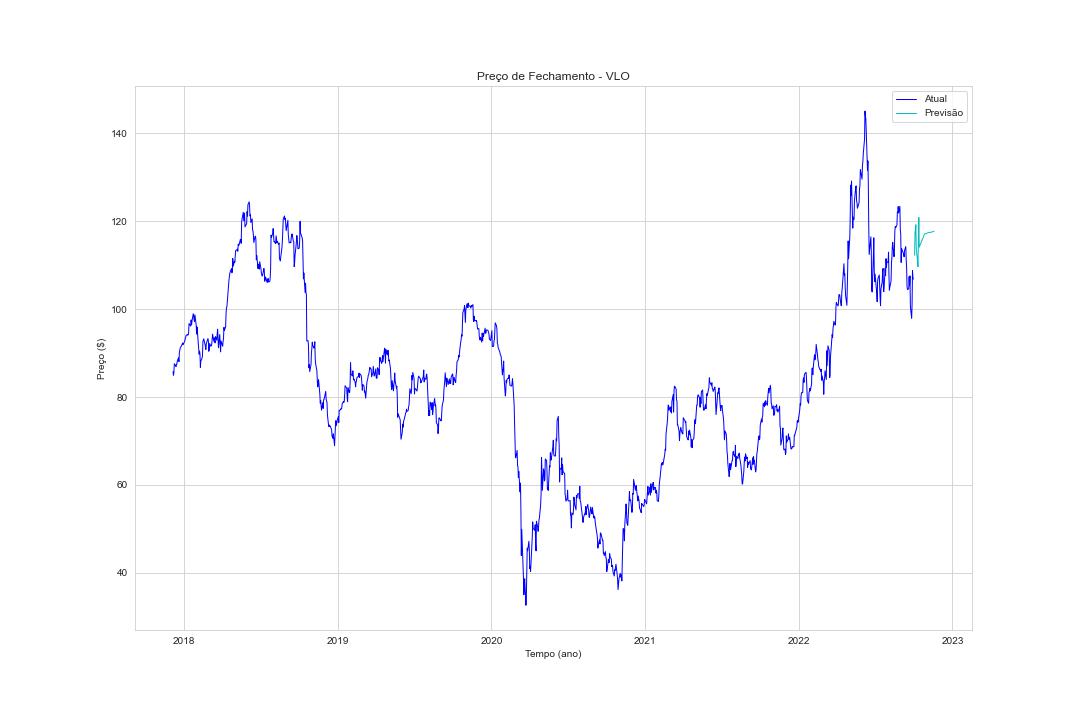 Preço de Fechamento - VLO
Atual
Previsão
140
120
100
80
60
40
Preço ($)
2018
2019
2020
2021
2022
2023
Tempo (ano)